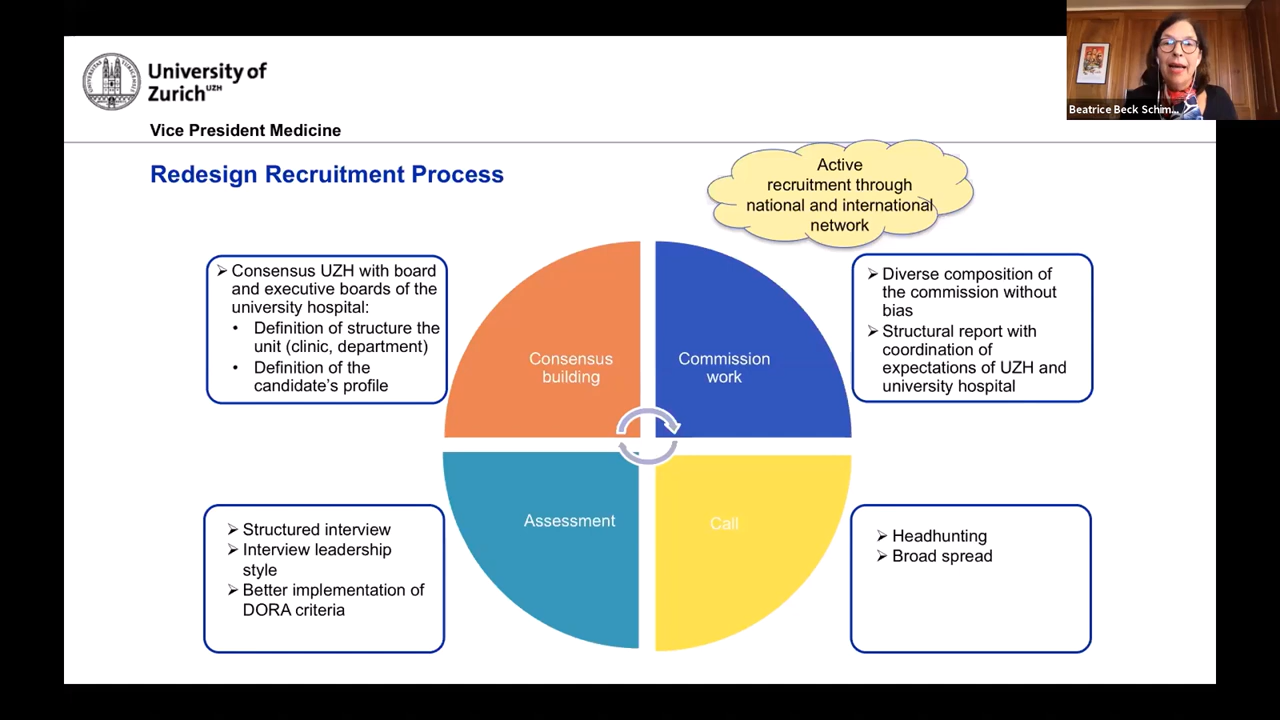 University of
Zurich UZH
Vice President Medicine
Beatrice Beck Schim...
Redesign Recruitment Process
Active
recruitment through
national and international
network
➢ Consensus UZH with board
and executive boards of the
university hospital:
• Definition of structure the
unit (clinic, department)
• Definition of the
candidate's profile
Consensus
building
Commission
work
➢ Diverse composition of
the commission without
bias
➢ Structural report with
coordination of
expectations of UZH and
university hospital
➢ Structured interview
➢ Interview leadership
style
➢ Better implementation of
DORA criteria
Assessment
Call
➢ Headhunting
➢ Broad spread